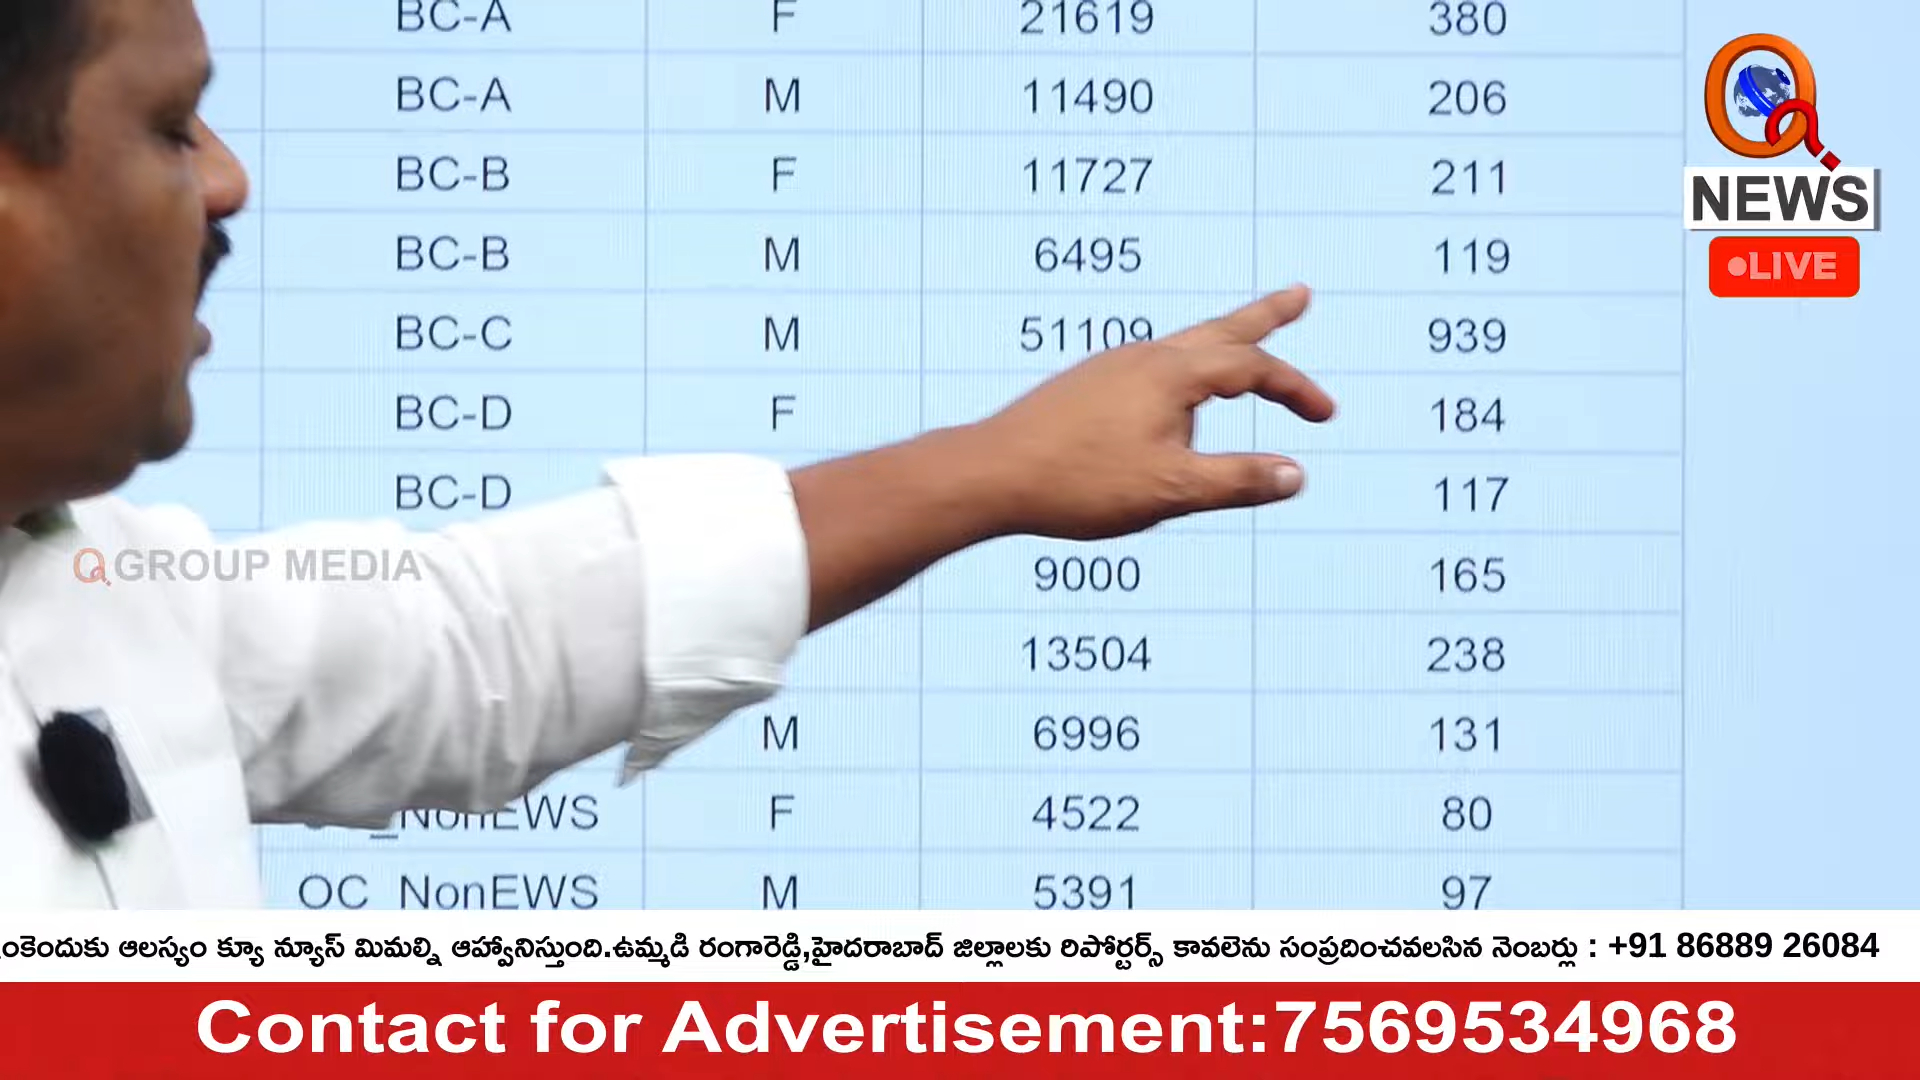 BC-A F 21619 380
BC-A M 11490 206
BC-B F 11727 211
BC-B M 6495 119
BC-C M 51109 939
BC-D F 184
BC-D 117
9000 165
13504 238
M 6996 131
_NonEWS F 4522 80
OC_NonEWS M 5391 97
Q
NEWS
LIVE
Q GROUP MEDIA
ఆలస్యం క్యూ న్యూస్ మిమల్ని ఆహ్వానిస్తుంది.ఉమ్మడి రంగారెడ్డి,హైదరాబాద్ జిల్లాలకు రిపోర్టర్స్ కావలెను సంప్రదించవలసిన నెంబర్లు : +91 86889 26084
Contact for Advertisement:7569534968